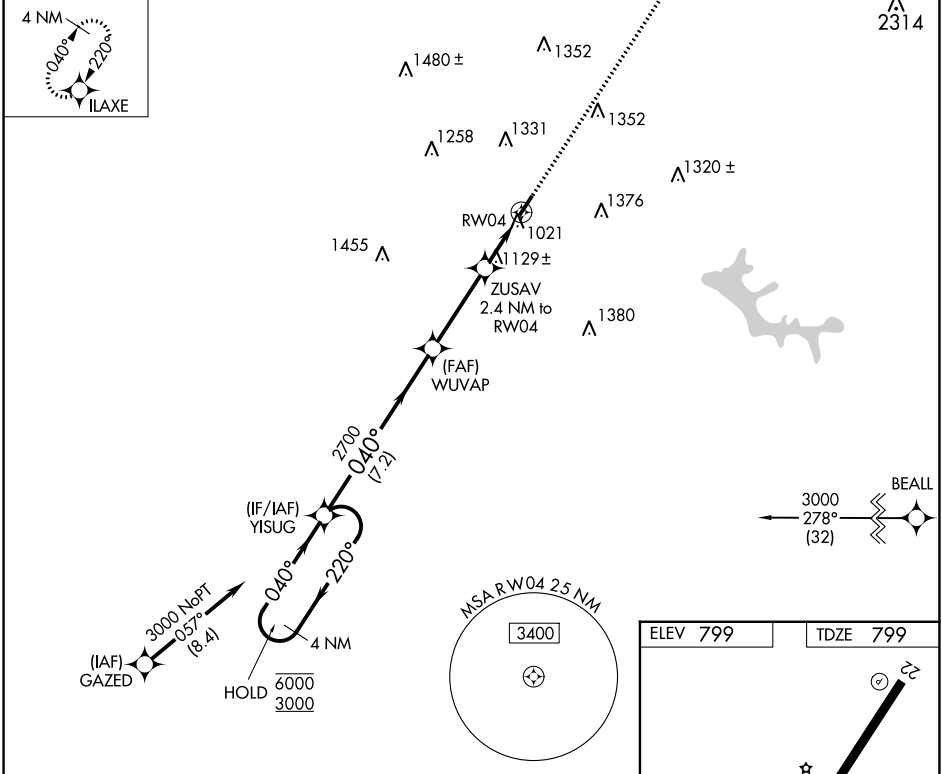 4 NM
040°
220°
ILAXE
2314
1480 ±
1352
1258
1331
1352
1320 ±
RW04
1021
1376
1455
1129 ±
ZUSAV
2.4 NM to
RW04
1380
(FAF)
WUVAP
2700
040°
(7.2)
(IF/IAF)
YISUG
BEALL
3000
278°
(32)
040°
220°
3000 NoPT
057°
(8.4)
(IAF)
GAZED
4 NM
HOLD
6000
3000
MSA RW04 25 NM
3400
ELEV 799
TDZE 799
22